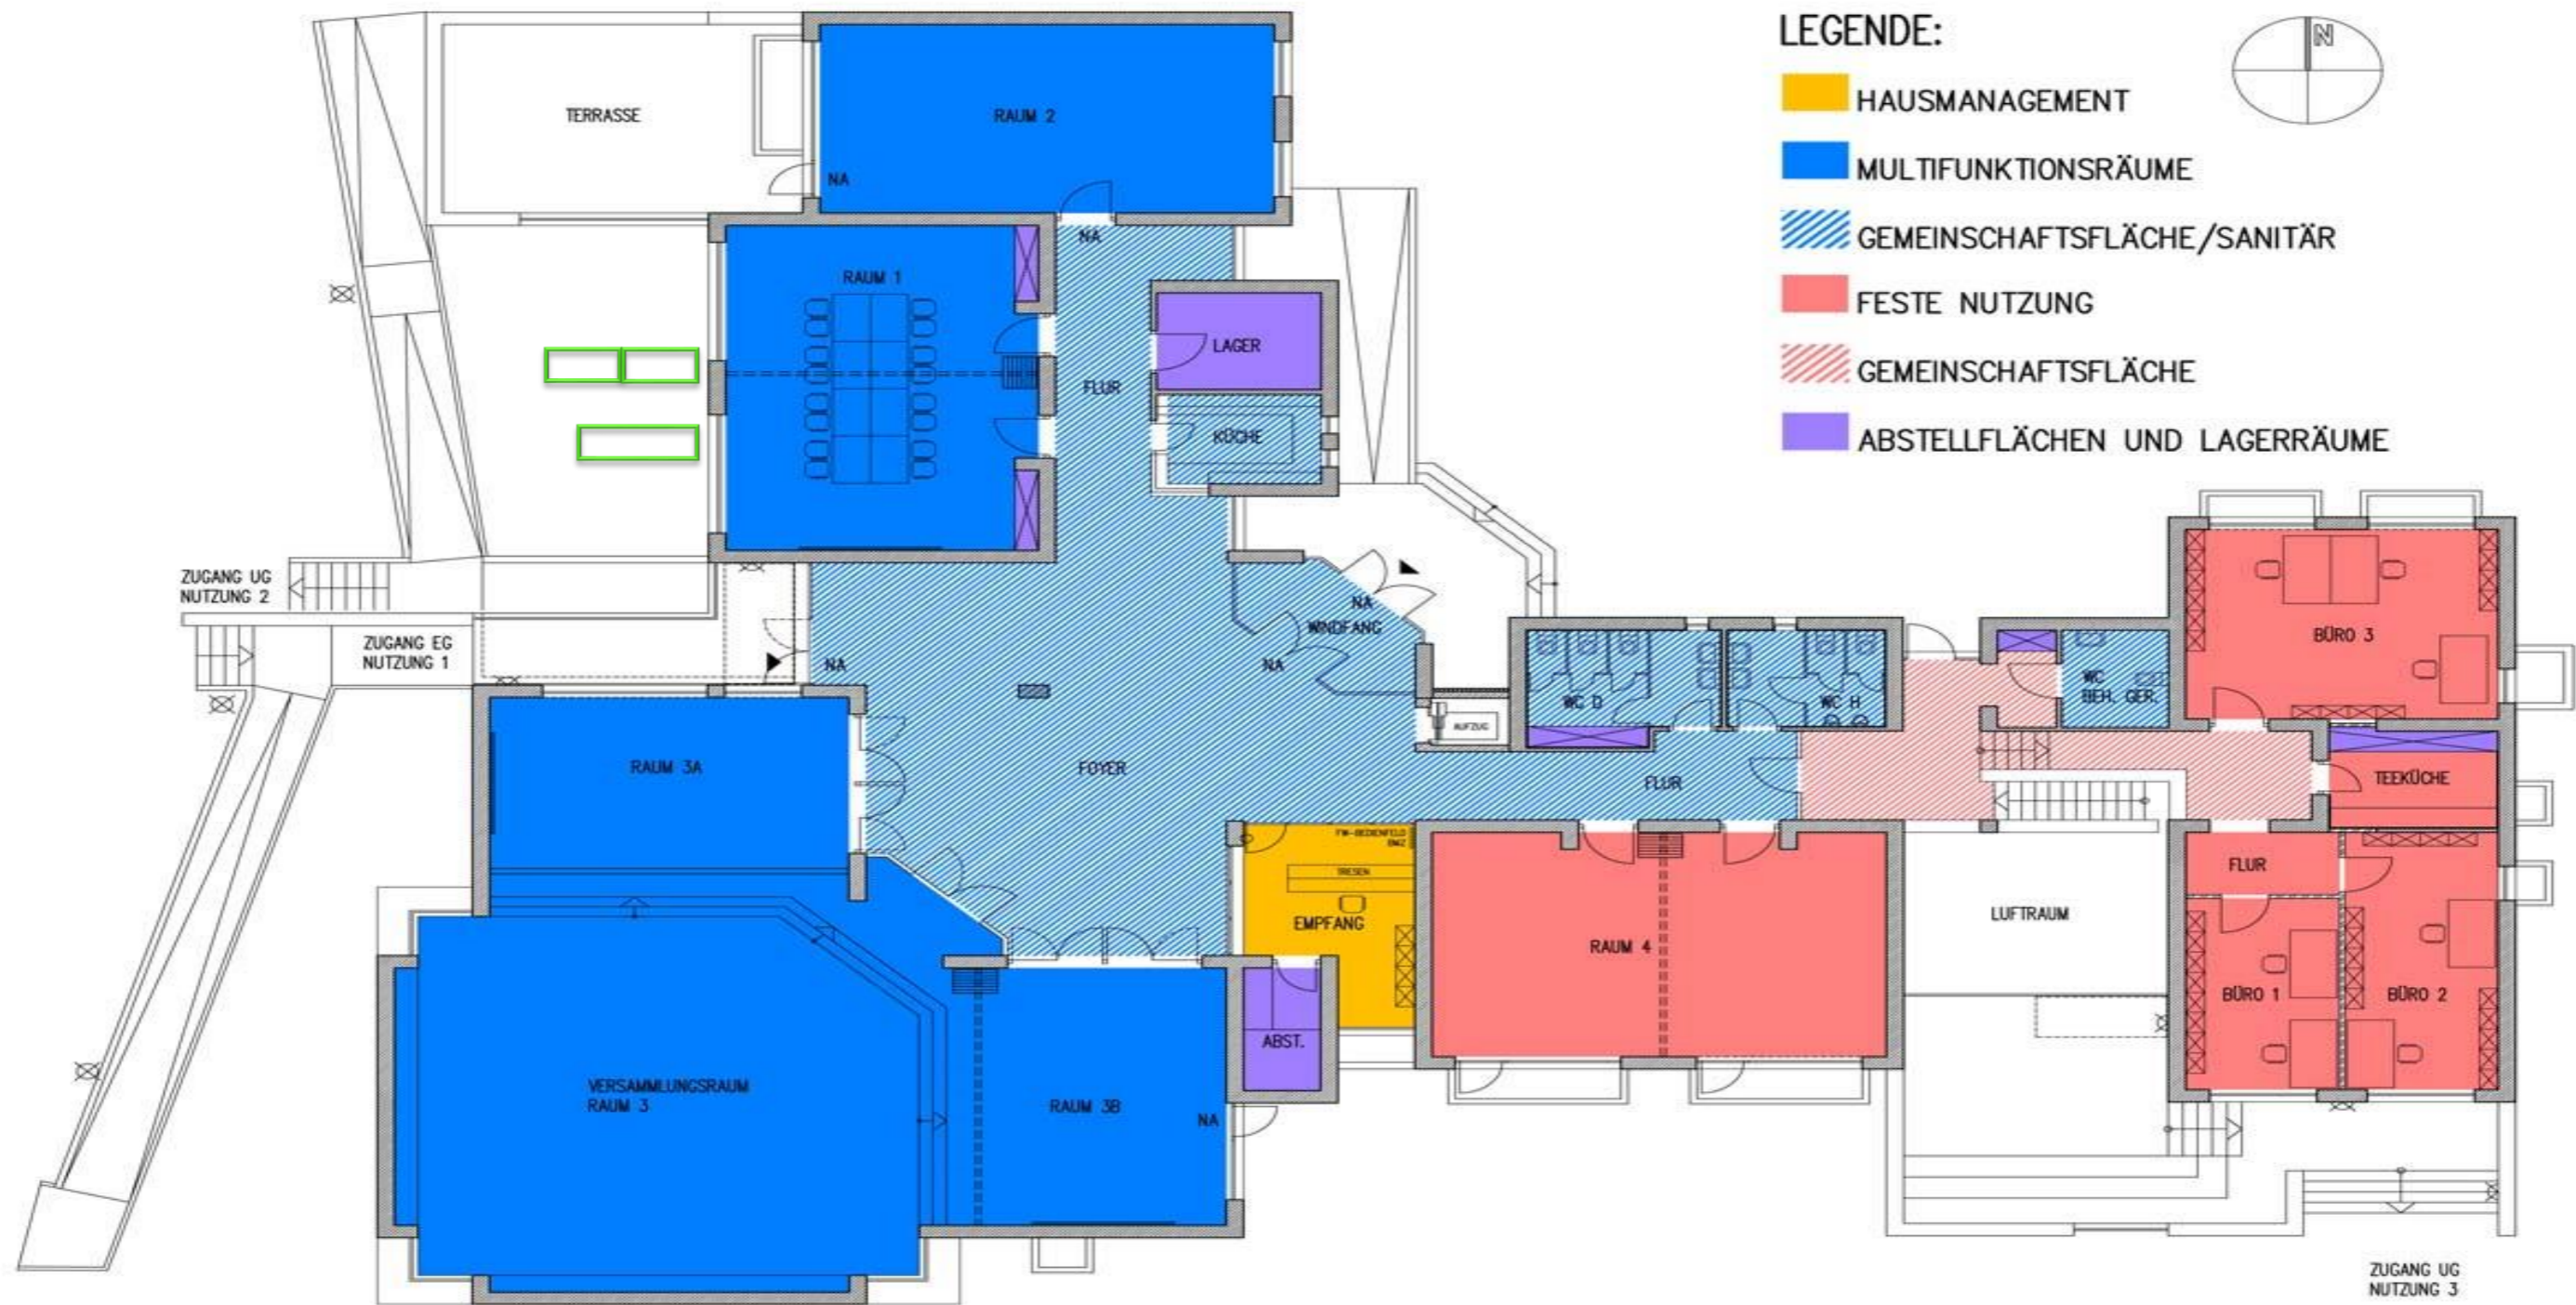 LEGENDE:
N
HAUSMANAGEMENT
MULTIFUNKTIONSRÄUME
GEMEINSCHAFTSFLÄCHE/SANITÄR
FESTE NUTZUNG
GEMEINSCHAFTSFLÄCHE
ABSTELLFLÄCHEN UND LAGERRÄUME
TERRASSE
RAUM 2
NA
NA
RAUM 1
LAGER
FLUR
KÜCHE
ZUGANG UG
NUTZUNG 2
ZUGANG EG
NUTZUNG 1
NA
NA
WINDFANG
NA
WC D
WC H
WC
BEH. GER.
BÜRO 3
AUFZUG
RAUM 3A
FOYER
FLUR
TEEKÜCHE
FW-BEDIENFELD
BMZ
TRESEN
EMPFANG
RAUM 4
LUFTRAUM
FLUR
BÜRO 1
BÜRO 2
ABST.
VERSAMMLUNGSRAUM
RAUM 3
RAUM 3B
NA
ZUGANG UG
NUTZUNG 3